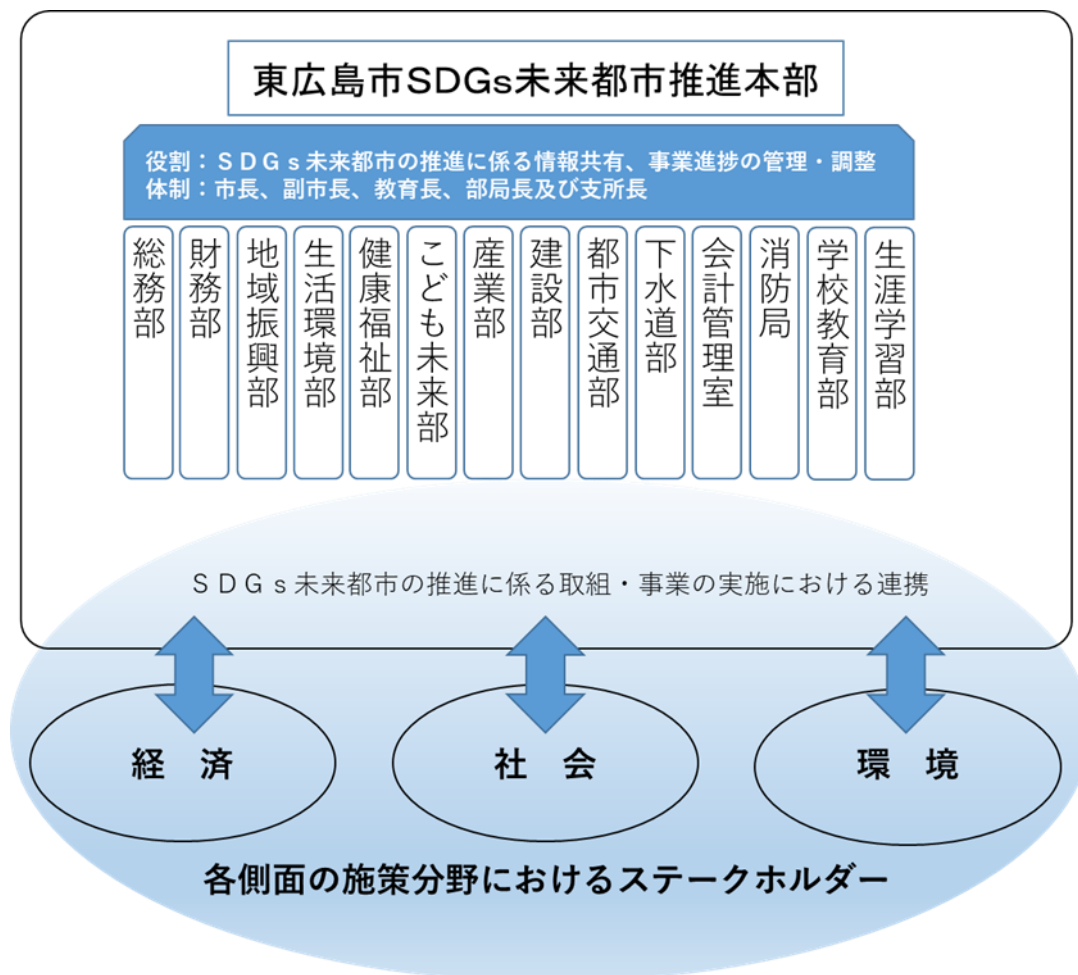 東広島市SDGs未来都市推進本部
役割：ＳＤＧｓ未来都市の推進に係る情報共有、事業進捗の管理・調整
体制：市長、副市長、教育長、部局長及び支所長
総務部
財務部
地域振興部
生活環境部
健康福祉部
こども未来部
産業部
建設部
都市交通部
下水道部
会計管理室
消防局
学校教育部
生涯学習部
ＳＤＧｓ未来都市の推進に係る取組・事業の実施における連携
経　済
社　会
環　境
各側面の施策分野におけるステークホルダー